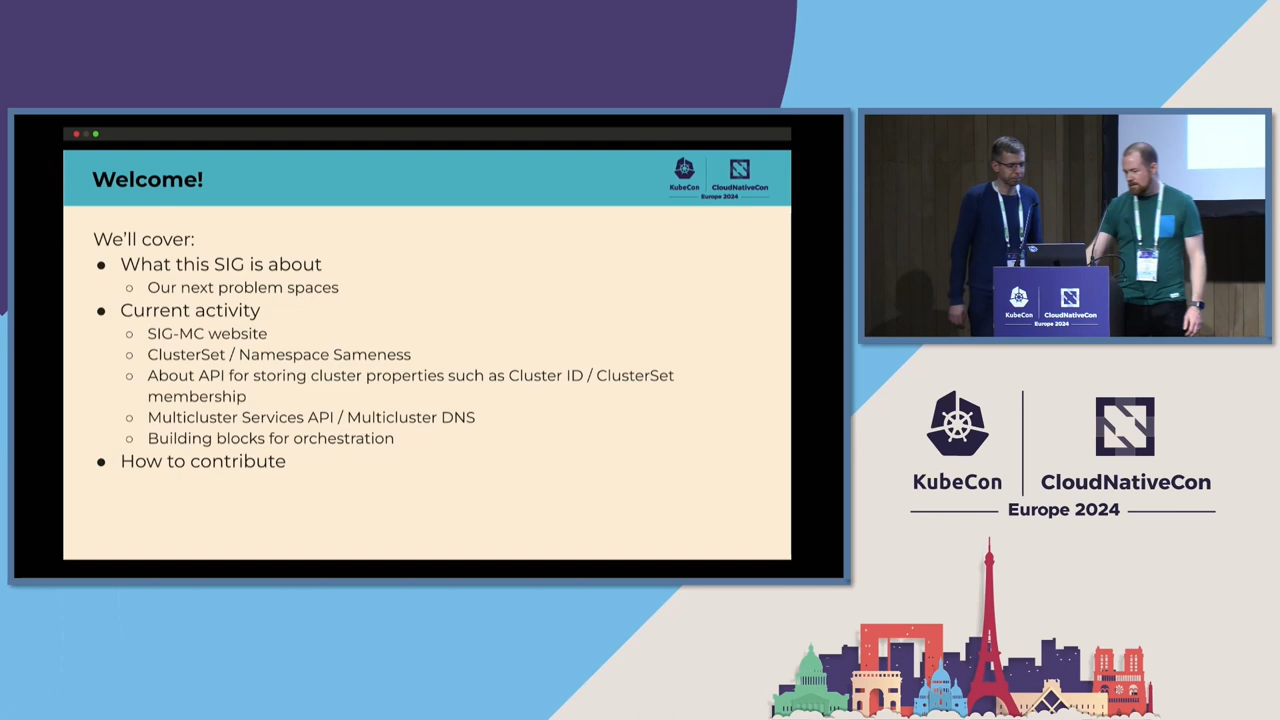 Welcome!
KubeCon
CloudNativeCon
Europe 2024
We'll cover:
● What this SIG is about
○ Our next problem spaces
● Current activity
○ SIG-MC website
○ ClusterSet / Namespace Sameness
○ About API for storing cluster properties such as Cluster ID / ClusterSet
membership
○ Multicluster Services API / Multicluster DNS
○ Building blocks for orchestration
● How to contribute
KubeCon
CloudNativeCon
Europe 2024
KubeCon
CloudNativeCon
Europe 2024